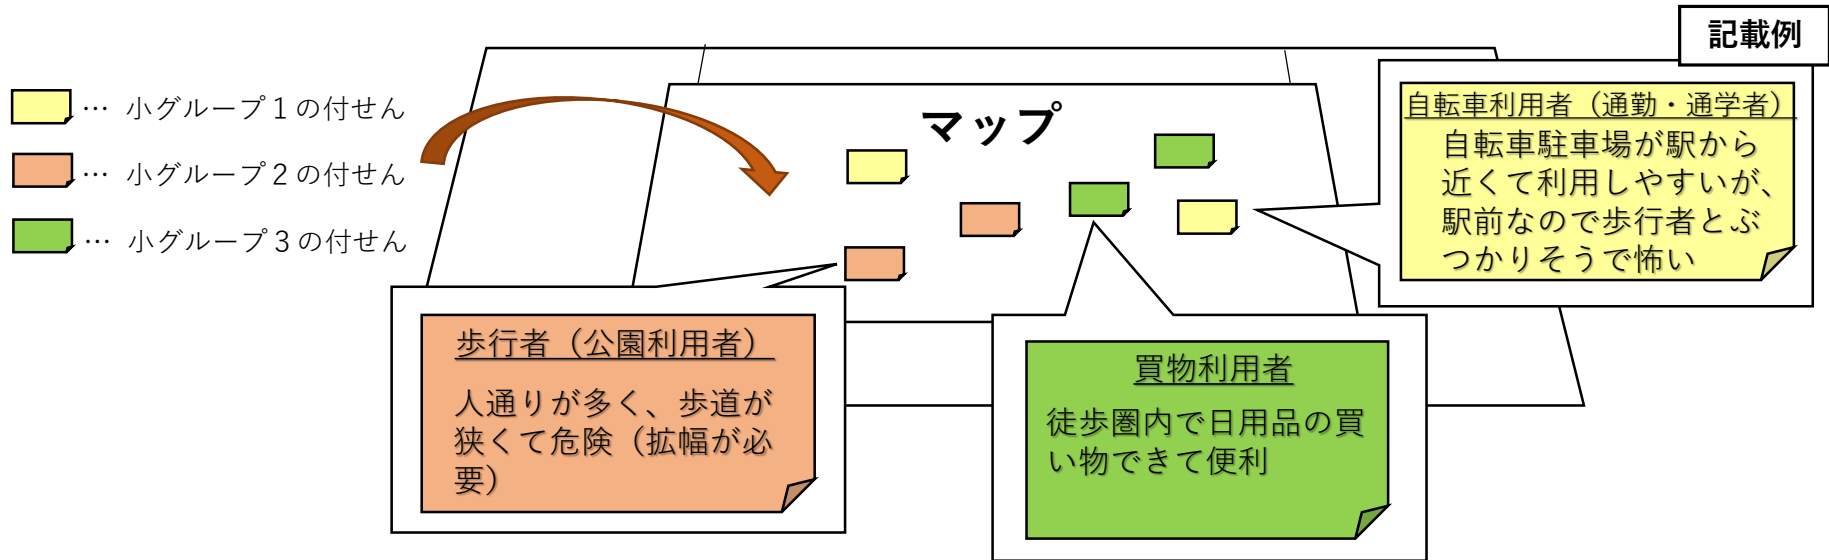 記載例
… 小グループ１の付せん
… 小グループ２の付せん
… 小グループ３の付せん
マップ
自転車利用者（通勤・通学者）
自転車駐車場が駅から
近くて利用しやすいが、
駅前なので歩行者とぶ
つかりそうで怖い
歩行者（公園利用者）
人通りが多く、歩道が
狭くて危険（拡幅が必
要）
買物利用者
徒歩圏内で日用品の買
い物できて便利